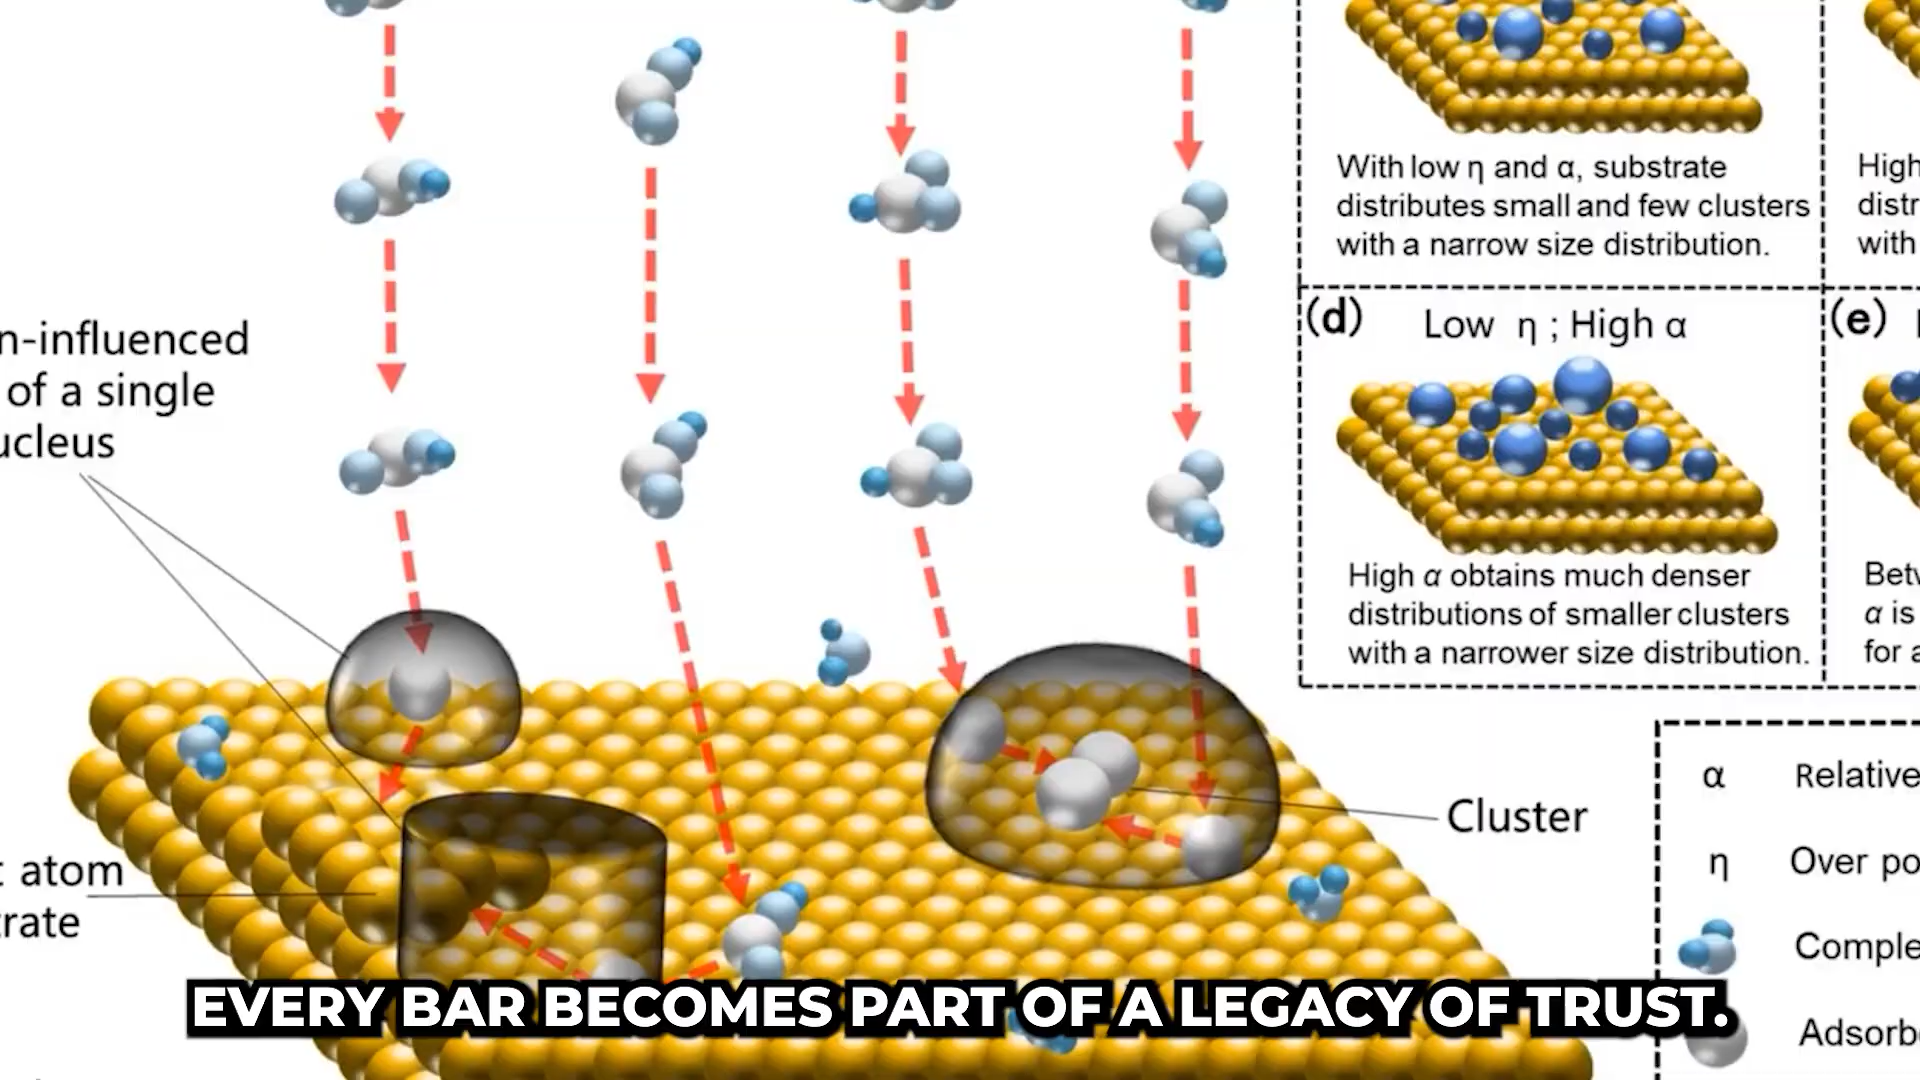 n-influenced
of a single
ucleus
t atom
trate
Cluster
With low η and α, substrate
distributes small and few clusters
with a narrow size distribution.
High
distr
with
(d) Low η ; High α
High α obtains much denser
distributions of smaller clusters
with a narrower size distribution.
(e)
Betw
α is
for a
α Relative
η Over po
Comple
Adsorb
EVERY BAR BECOMES PART OF A LEGACY OF TRUST.